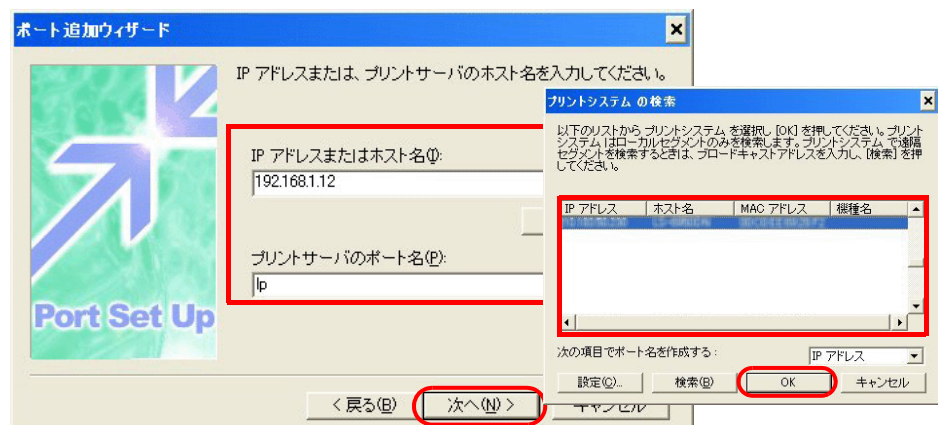 ポート追加ウィザード
IP アドレスまたは、プリントサーバのホスト名を入力してください。
IP アドレスまたはホスト名(I):
192.168.1.12
プリントサーバのポート名(P):
lp
Port Set Up
< 戻る(B)
次へ(N) >
キャンセル
プリントシステム の検索
以下のリストから プリントシステム を選択し [OK] を押してください。プリント
システム はローカルセグメントのみを検索します。プリントシステム で遠隔
セグメントを検索するときは、ブロードキャストアドレスを入力し、[検索] を押
してください。
IP アドレス ホスト名 MAC アドレス 機種名
次の項目でポート名を作成する :
IP アドレス
設定(C)...
検索(B)
OK
キャンセル